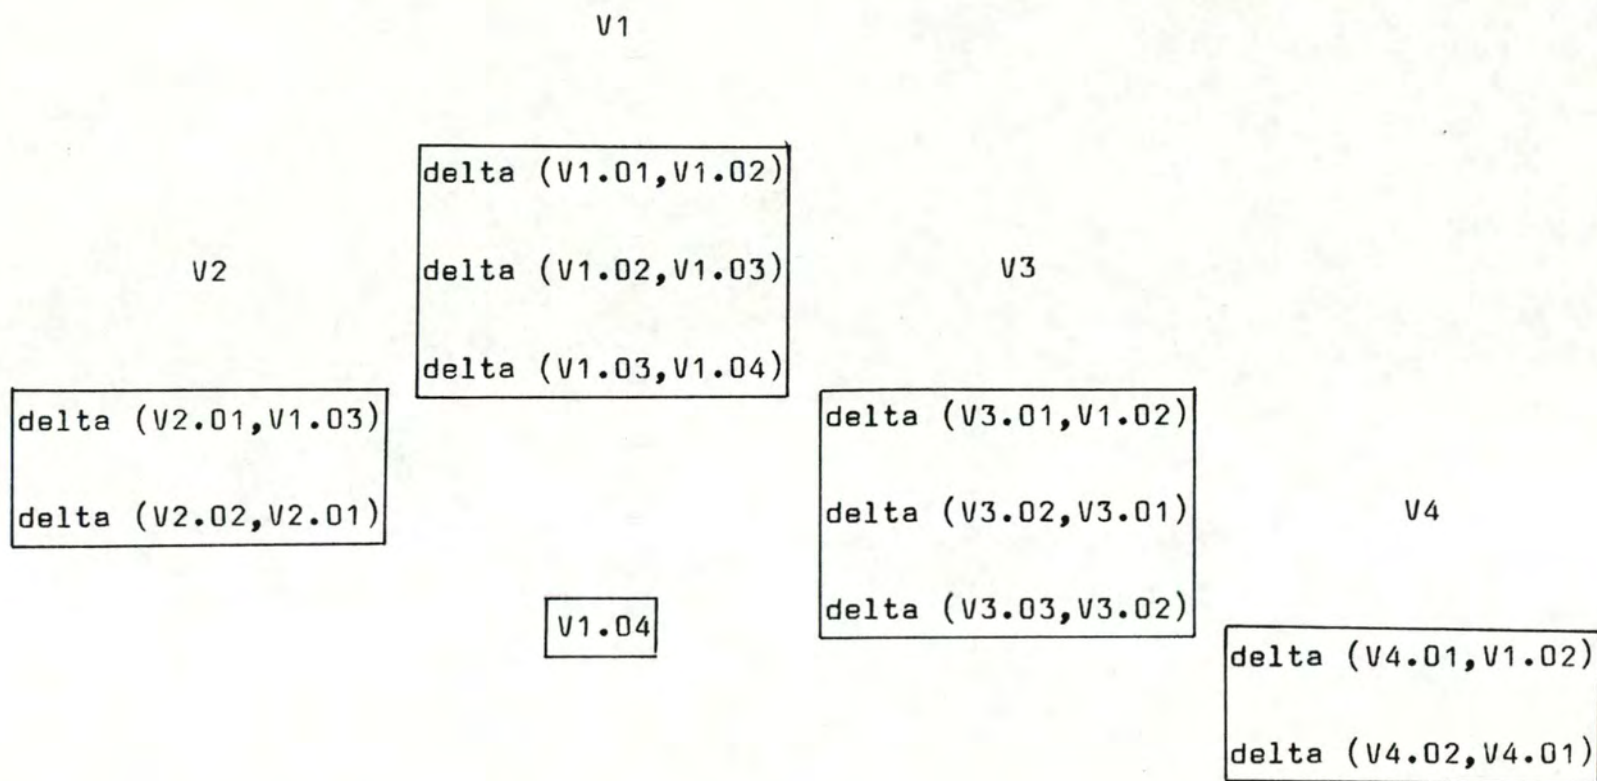 V1
delta (V1.01,V1.02)
V2
delta (V1.02,V1.03)
V3
delta (V1.03,V1.04)
delta (V2.01,V1.03)
delta (V3.01,V1.02)
delta (V2.02,V2.01)
delta (V3.02,V3.01)
V4
V1.04
delta (V3.03,V3.02)
delta (V4.01,V1.02)
delta (V4.02,V4.01)